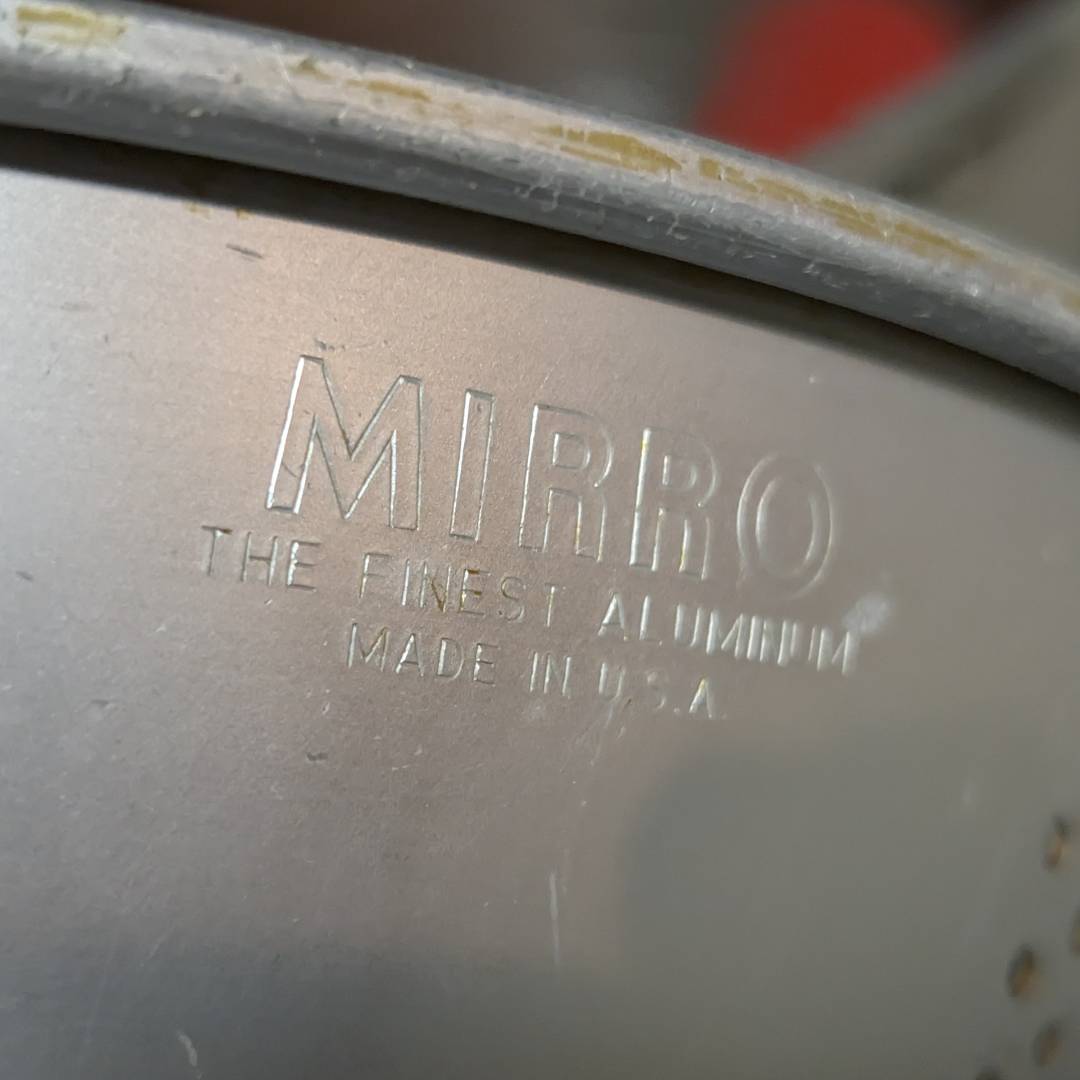 MIRRO
THE FINEST ALUMINUM
MADE IN U.S.A.